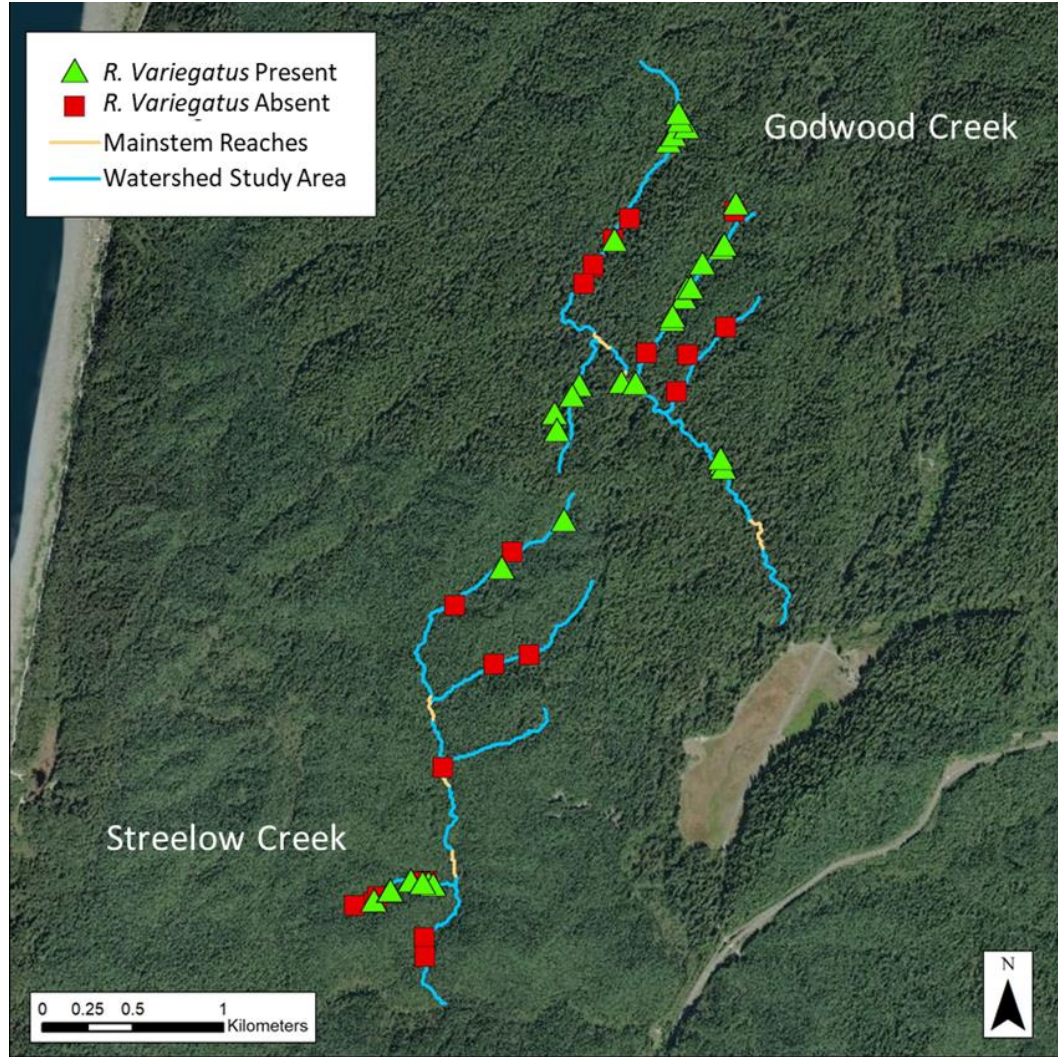 R. Variegatus Present
R. Variegatus Absent
Mainstem Reaches
Watershed Study Area
Godwood Creek
Streelow Creek
N
0 0.25 0.5 1
Kilometers